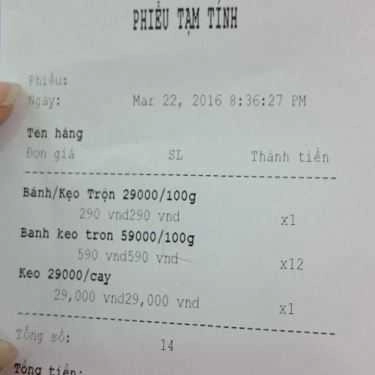 PHIẾU TẠM TÍNH
Phiếu:
Ngày: Mar 22, 2016 8:36:27 PM
Tên hàng
Đơn giá SL Thành tiền
Bánh/Kẹo Trộn 29000/100g
290 vnd290 vnd x1
Banh keo tron 59000/100g
590 vnd590 vnd x12
Keo 29000/cay
29,000 vnd29,000 vnd x1
Tổng số: 14
Tổng tiền: